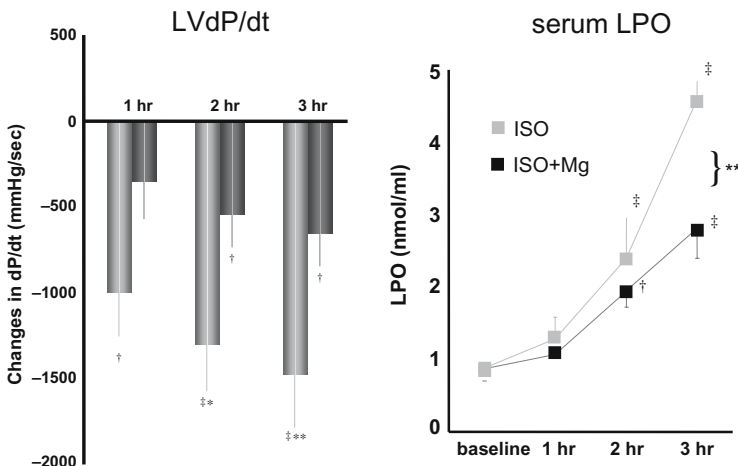 LVdP/dt
Changes in dP/dt (mmHg/sec)
500
0
−500
−1000
−1500
−2000
1 hr 2 hr 3 hr
†
‡*
†
‡**
†
serum LPO
LPO (nmol/ml)
5
4
3
2
1
0
ISO
ISO+Mg
‡
‡
} **
‡
†
baseline 1 hr 2 hr 3 hr